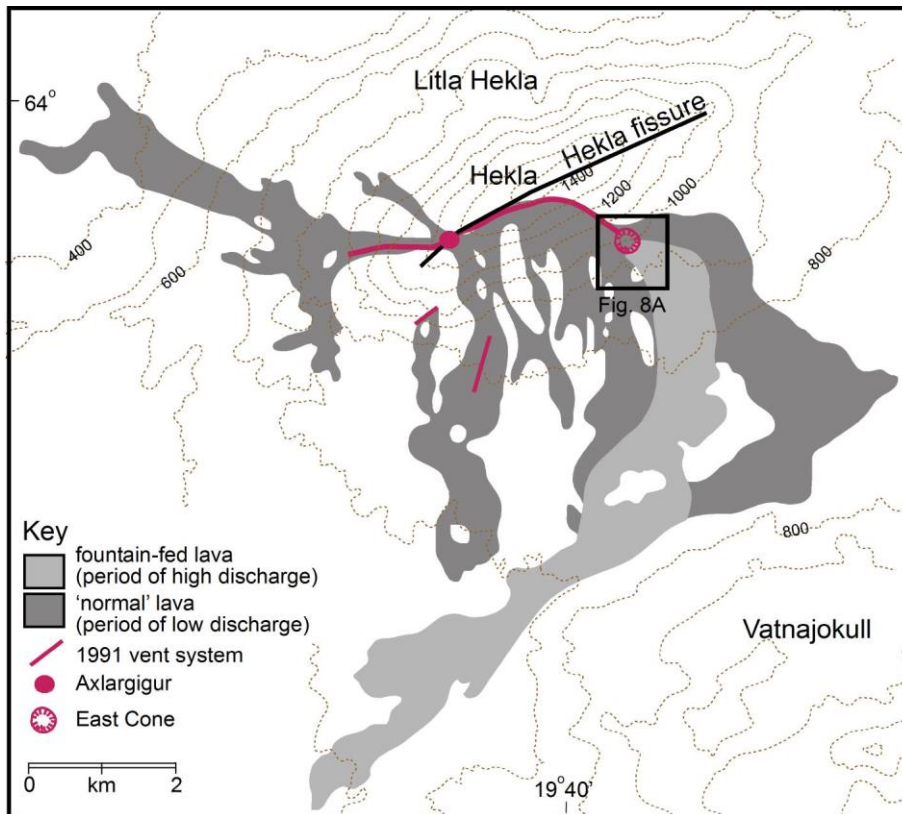 Litla Hekla
64°
Hekla fissure
Hekla
1400
1200
1000
400
600
800
Fig. 8A
800
Key
fountain-fed lava
(period of high discharge)
'normal' lava
(period of low discharge)
1991 vent system
Axlargigur
East Cone
Vatnajokull
0 km 2
19°40'